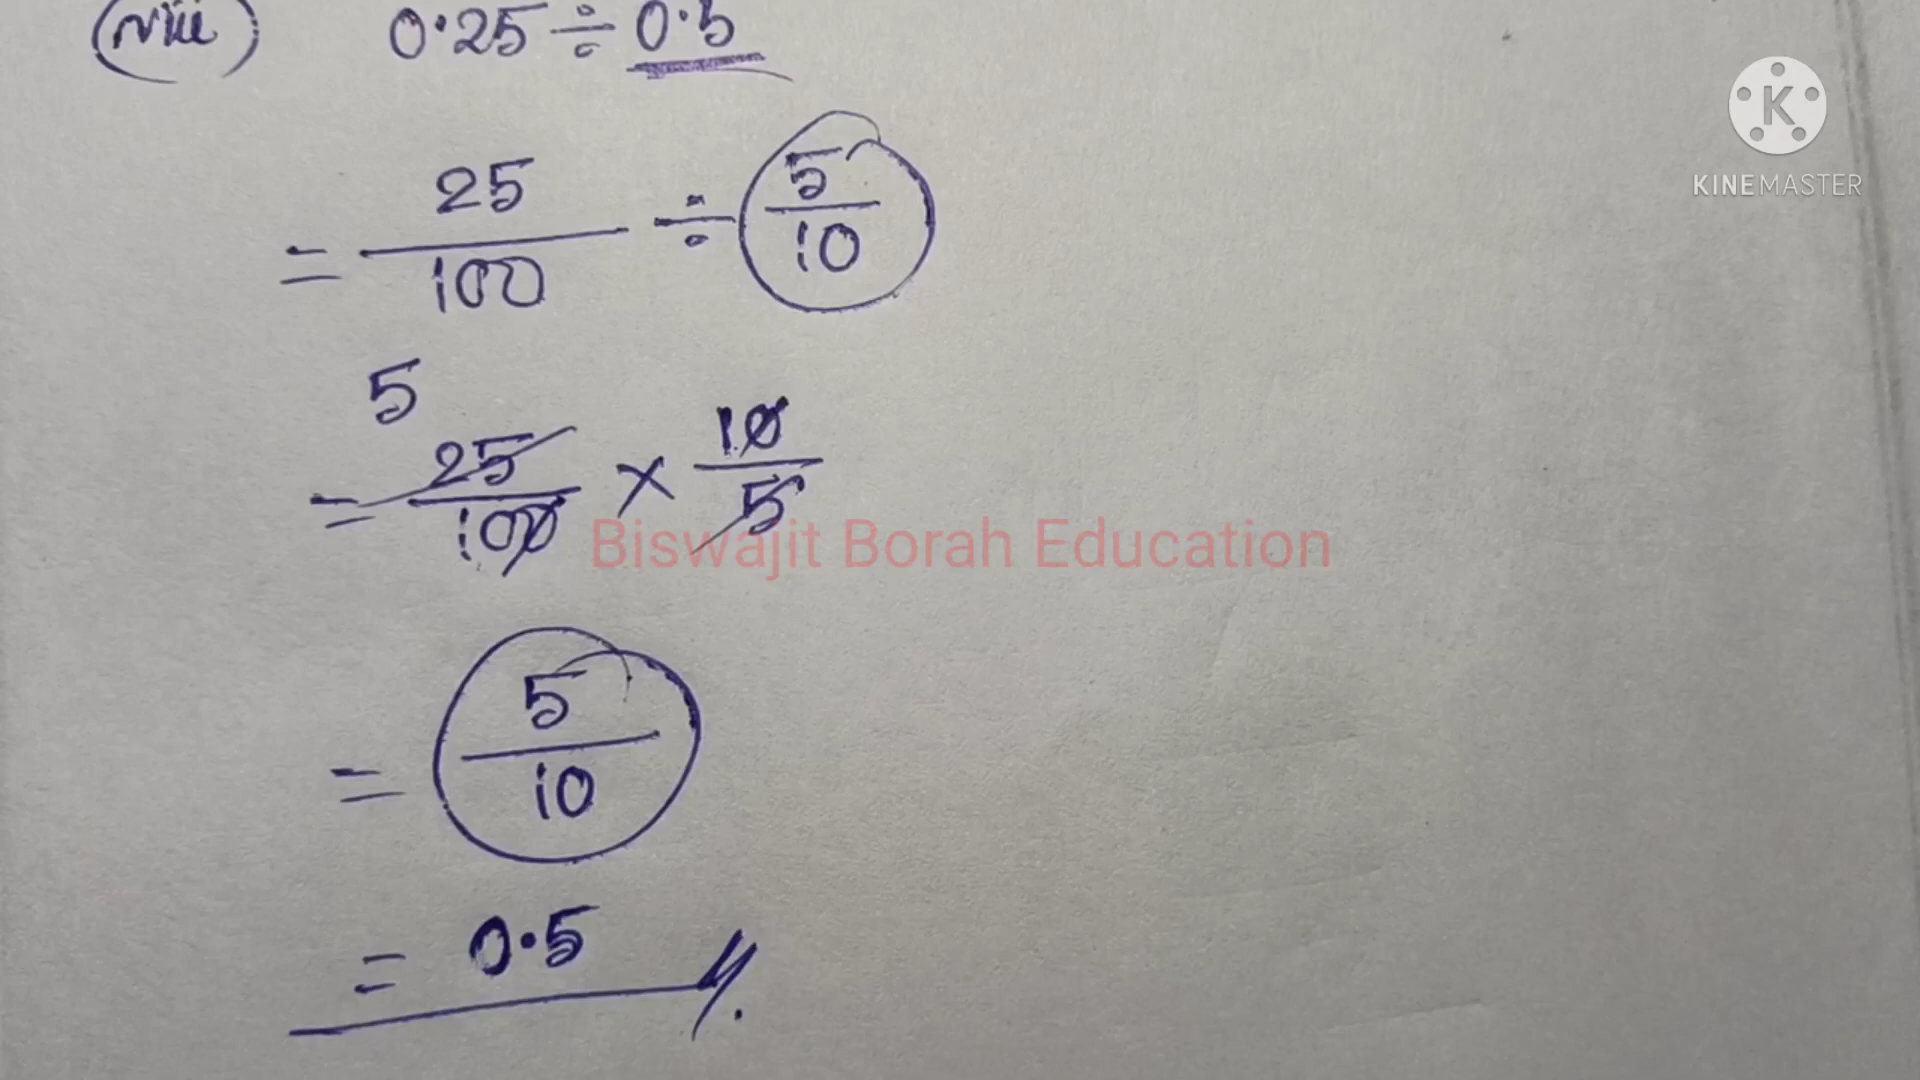 (viii) 0.25 ÷ 0.5
= 25/100 ÷ 5/10
5
= 25/100 × 10/5
= 5/10
= 0.5
K
KINEMASTER
Biswajit Borah Education